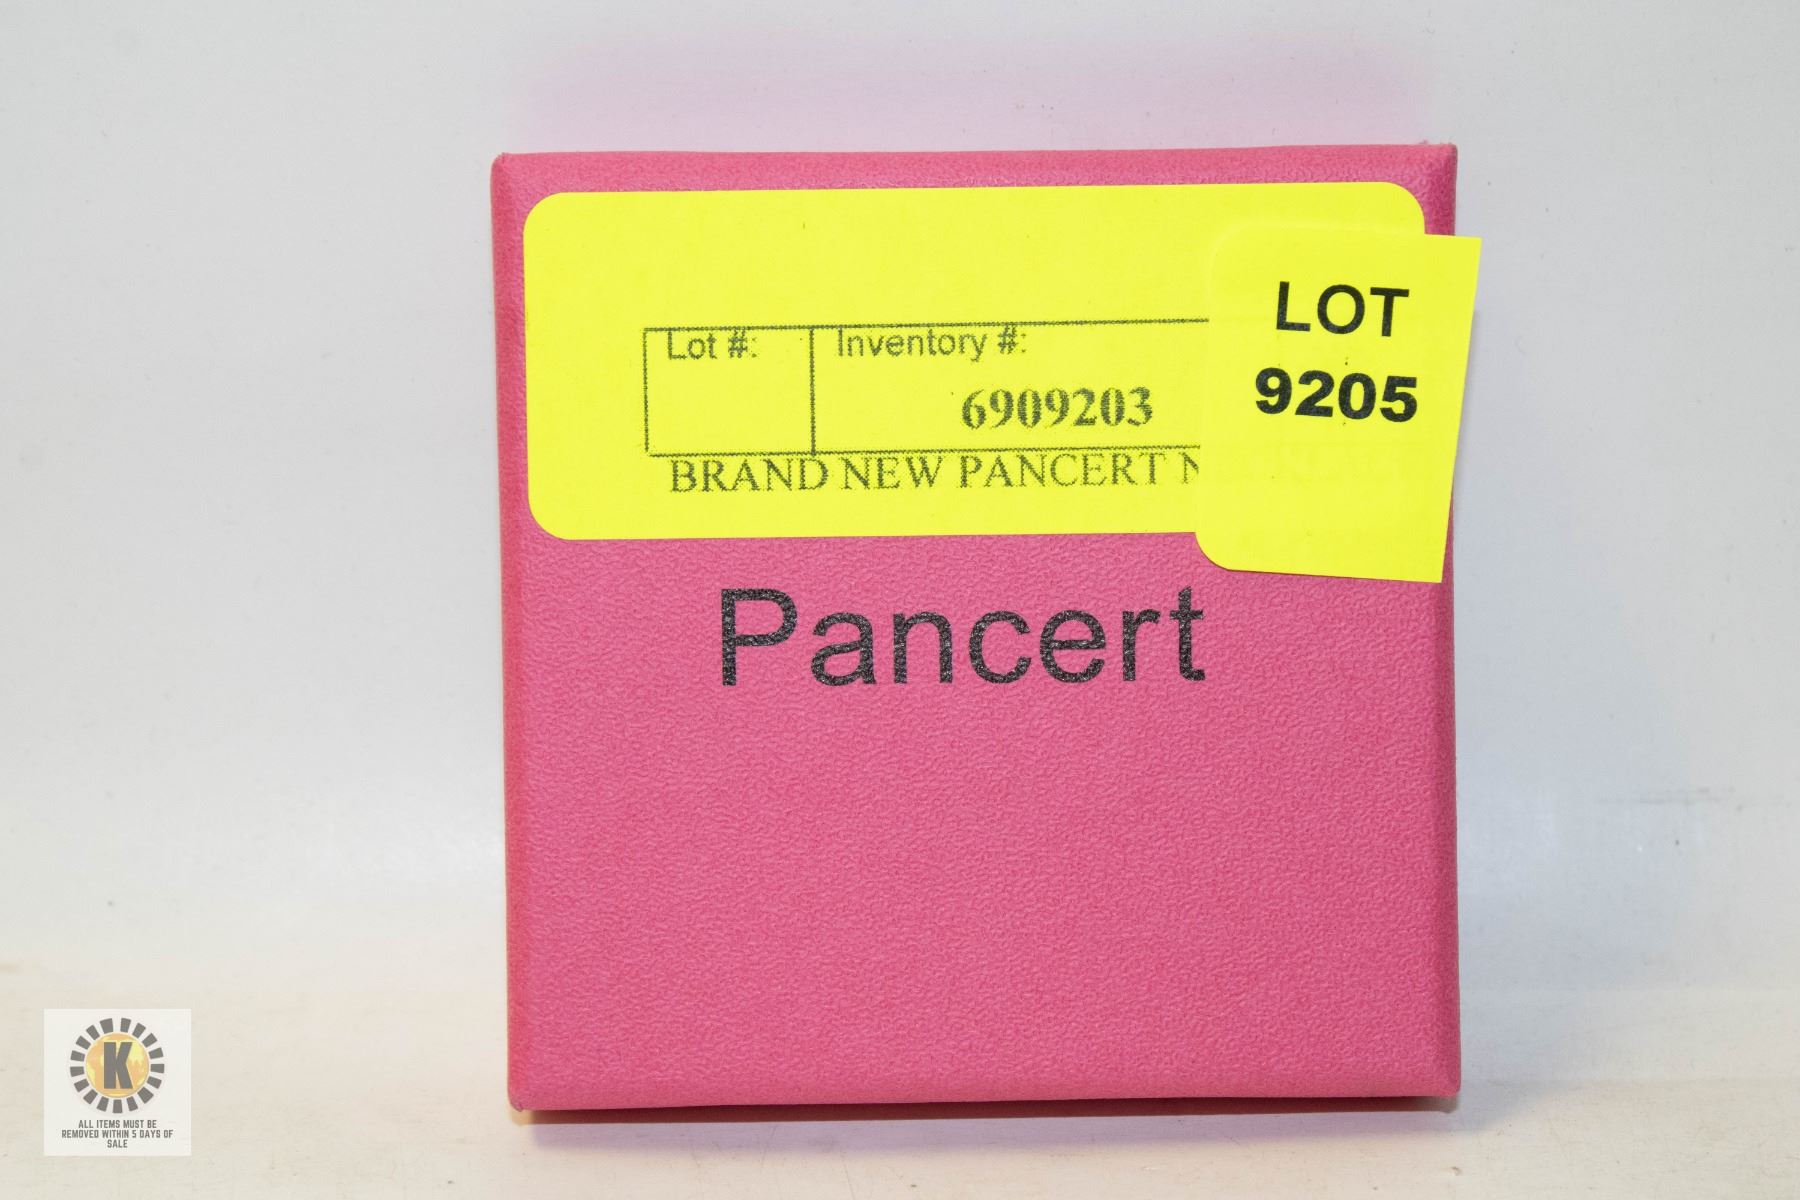 Lot #:
Inventory #:
6909203
BRAND NEW PANCERT N
LOT
9205
Pancert
K
ALL ITEMS MUST BE
REMOVED WITHIN 5 DAYS OF
SALE